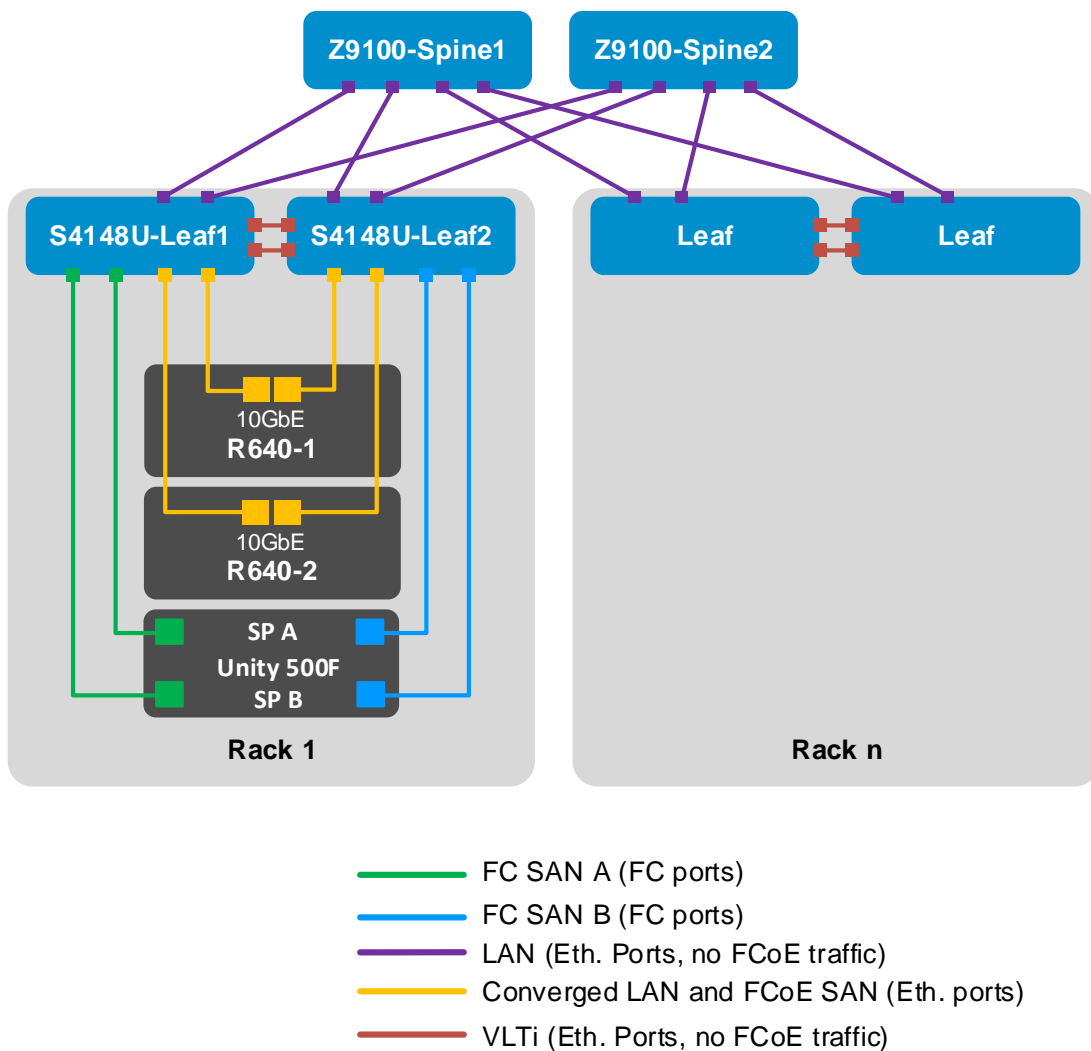 Z9100-Spine1
Z9100-Spine2
S4148U-Leaf1
S4148U-Leaf2
Leaf
Leaf
10GbE
R640-1
10GbE
R640-2
SP A
Unity 500F
SP B
Rack 1
Rack n
FC SAN A (FC ports)
FC SAN B (FC ports)
LAN (Eth. Ports, no FCoE traffic)
Converged LAN and FCoE SAN (Eth. ports)
VLTi (Eth. Ports, no FCoE traffic)